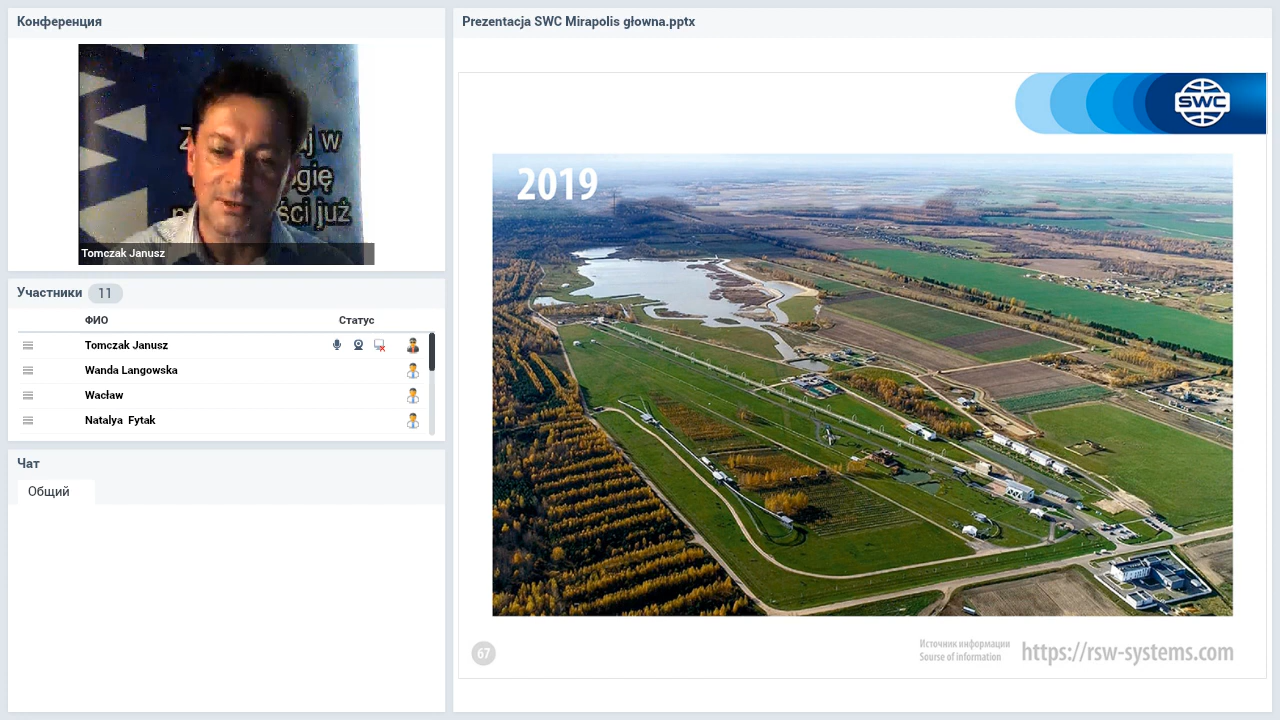 Конференция
Tomczak Janusz
Участники 11
ФИО Статус
Tomczak Janusz
Wanda Langowska
Wacław
Natalya Fytak
Чат
Общий
Prezentacja SWC Mirapolis głowna.pptx
SWC
2019
67
Источник информации
Sourse of information
https://rsw-systems.com